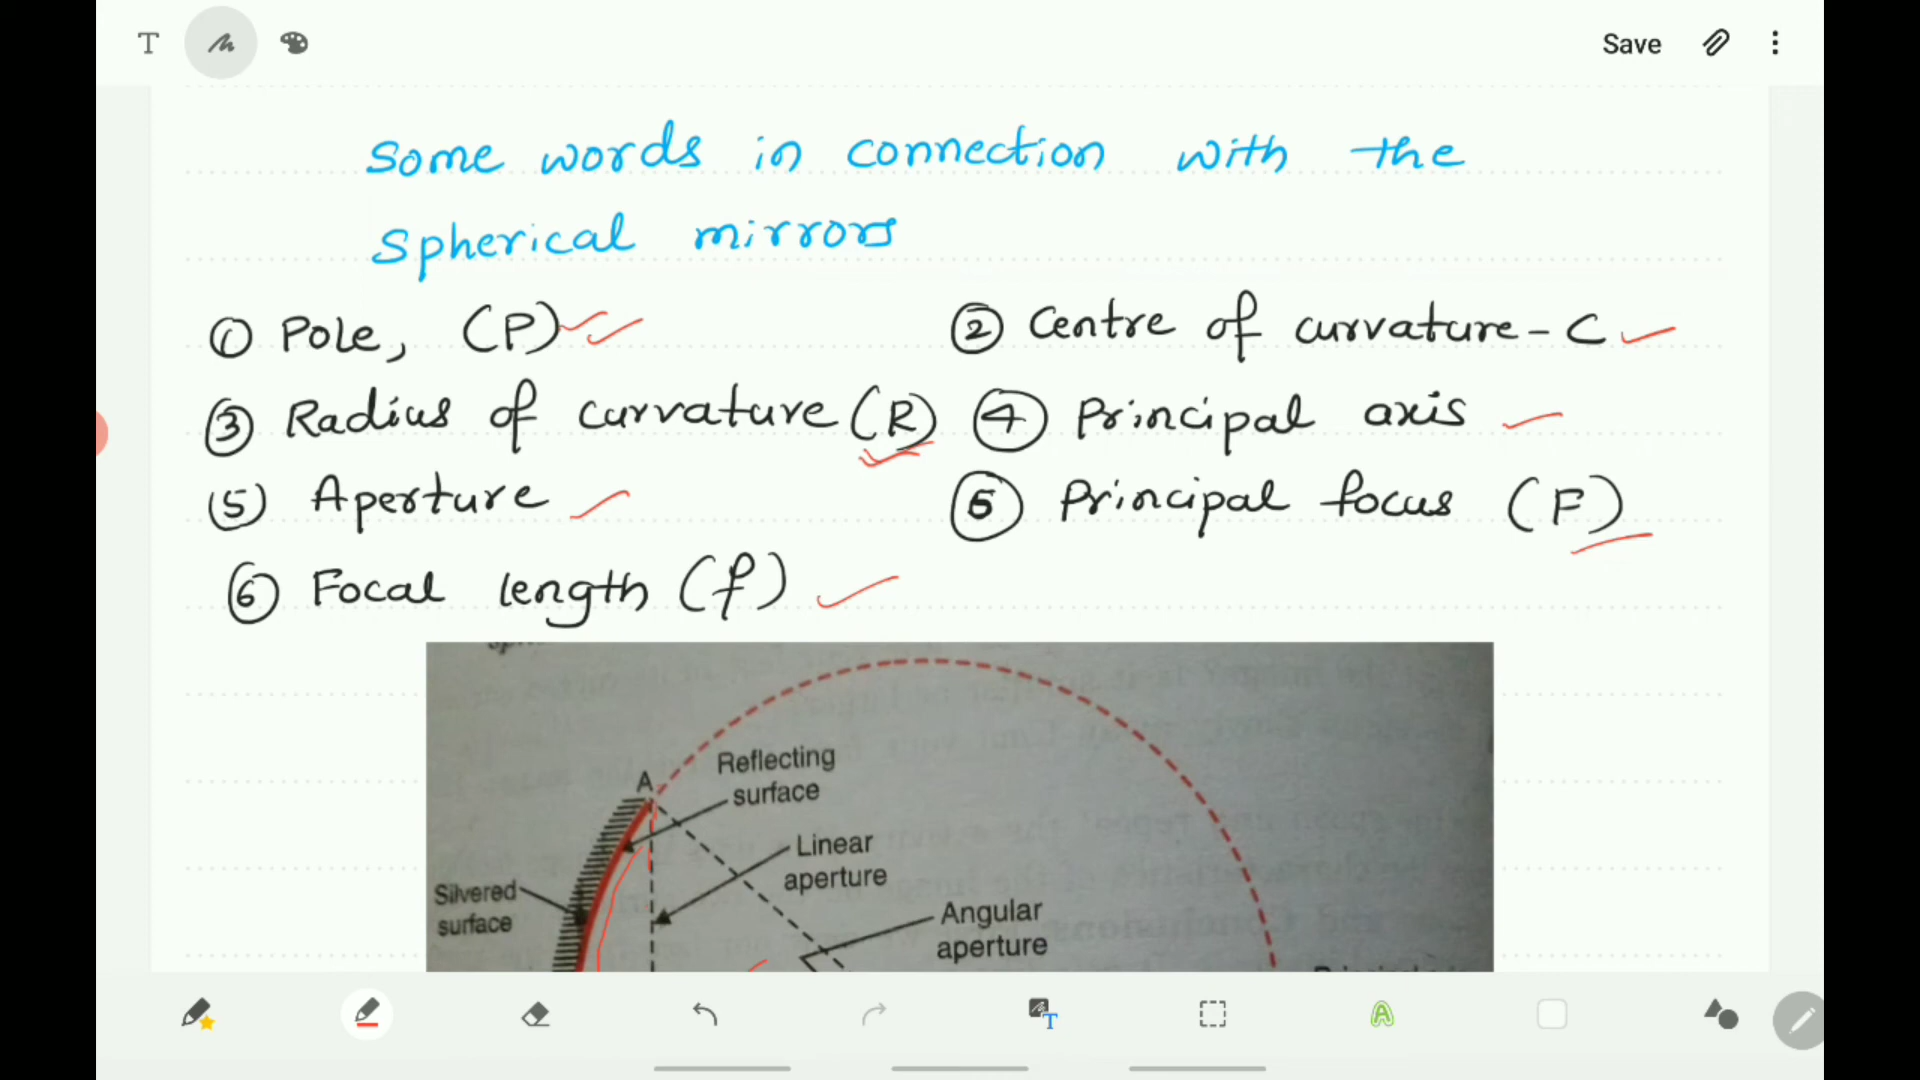 T
Save
Some words in connection with the
Spherical mirrors
① Pole, (P)
② Centre of curvature - C
③ Radius of curvature (R)
④ Principal axis
(5) Aperture
⑤ Principal focus (F)
⑥ Focal length (f)
A
Reflecting
surface
Linear
aperture
Silvered
surface
Angular
aperture
T
A